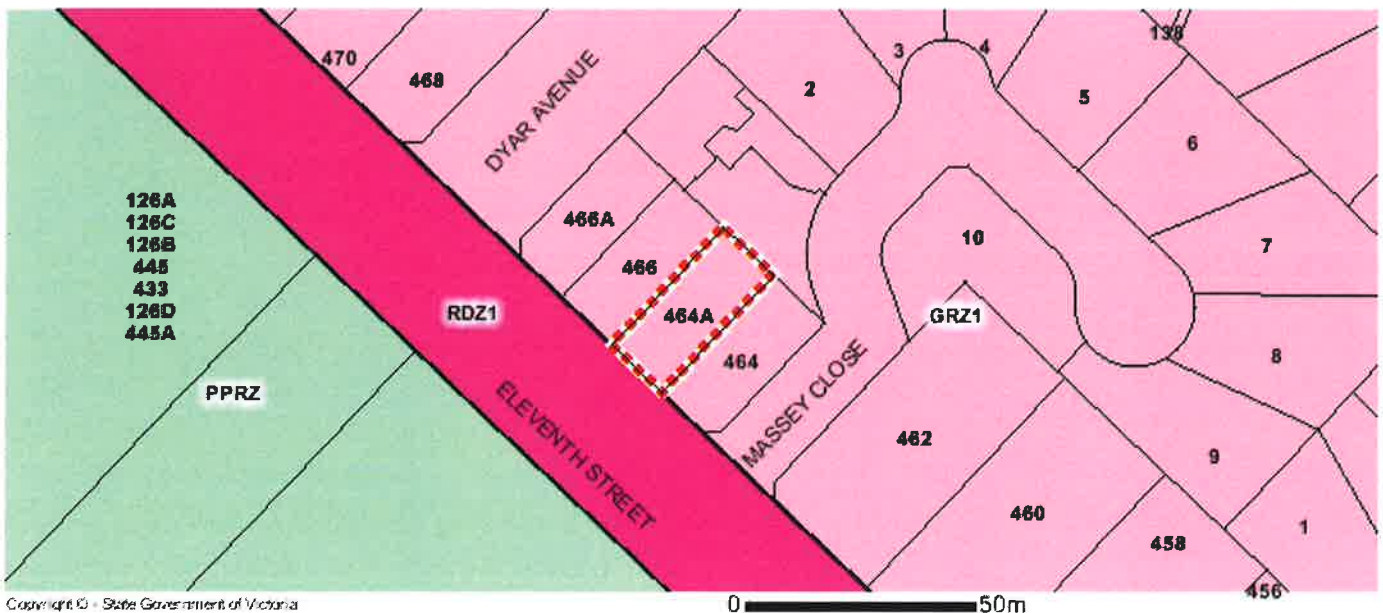 470
468
DYAR AVENUE
2
3
4
138
5
6
7
126A
126C
126B
445
433
126D
445A
466A
466
464A
464
RDZ1
10
GRZ1
8
PPRZ
ELEVENTH STREET
MASSEY CLOSE
462
460
458
456
9
1
Copyright © - State Government of Victoria
0 50m